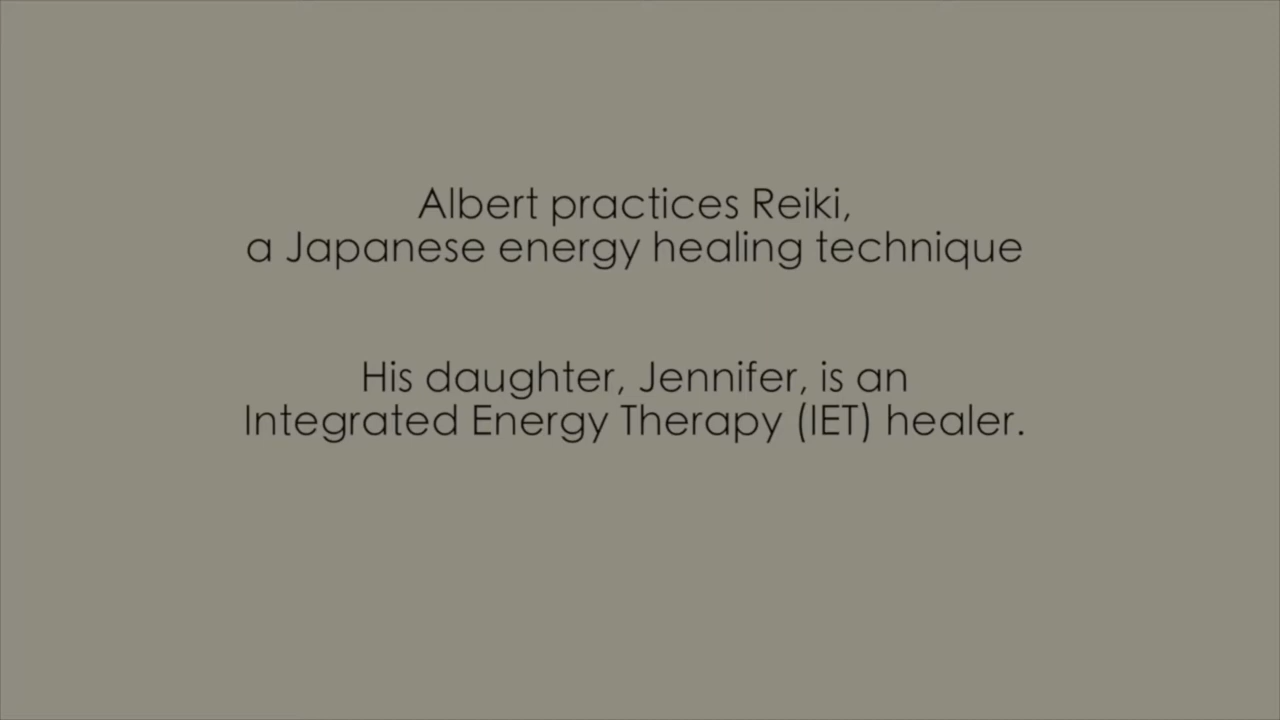 Albert practices Reiki,
a Japanese energy healing technique
His daughter, Jennifer, is an
Integrated Energy Therapy (IET) healer.